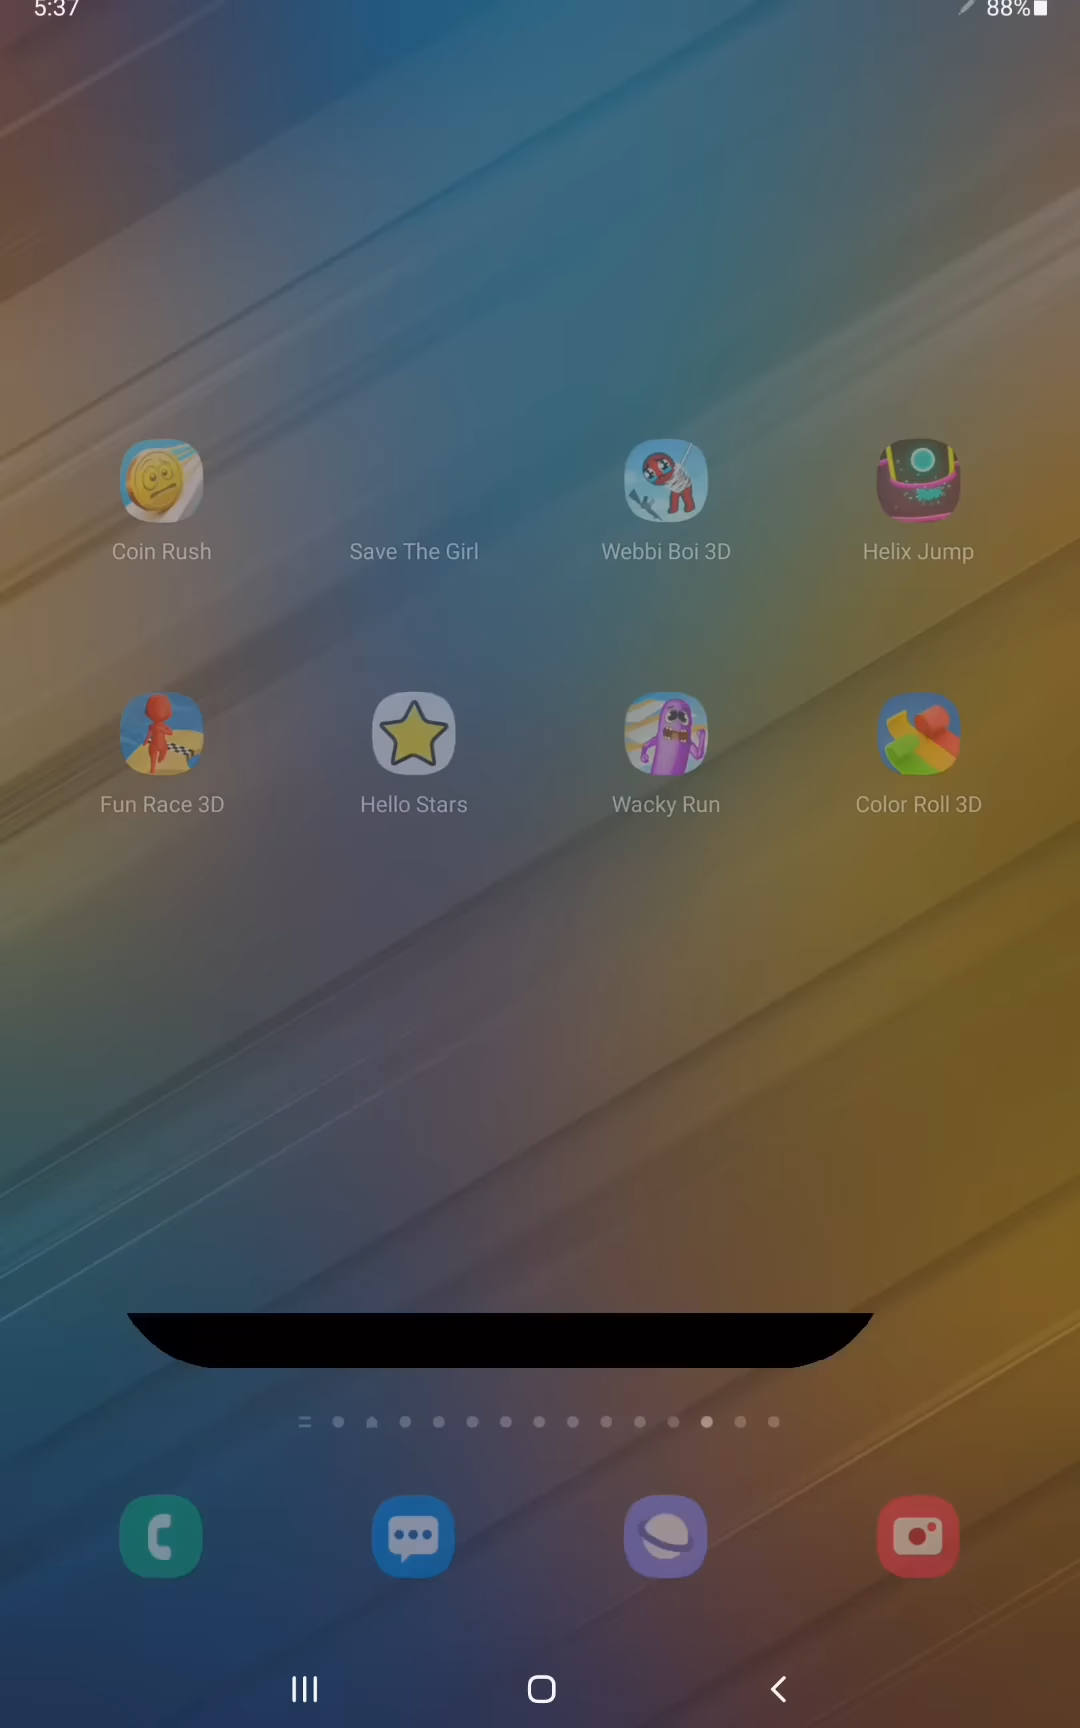 5:37
88%
Coin Rush
Save The Girl
Webbi Boi 3D
Helix Jump
Fun Race 3D
Hello Stars
Wacky Run
Color Roll 3D